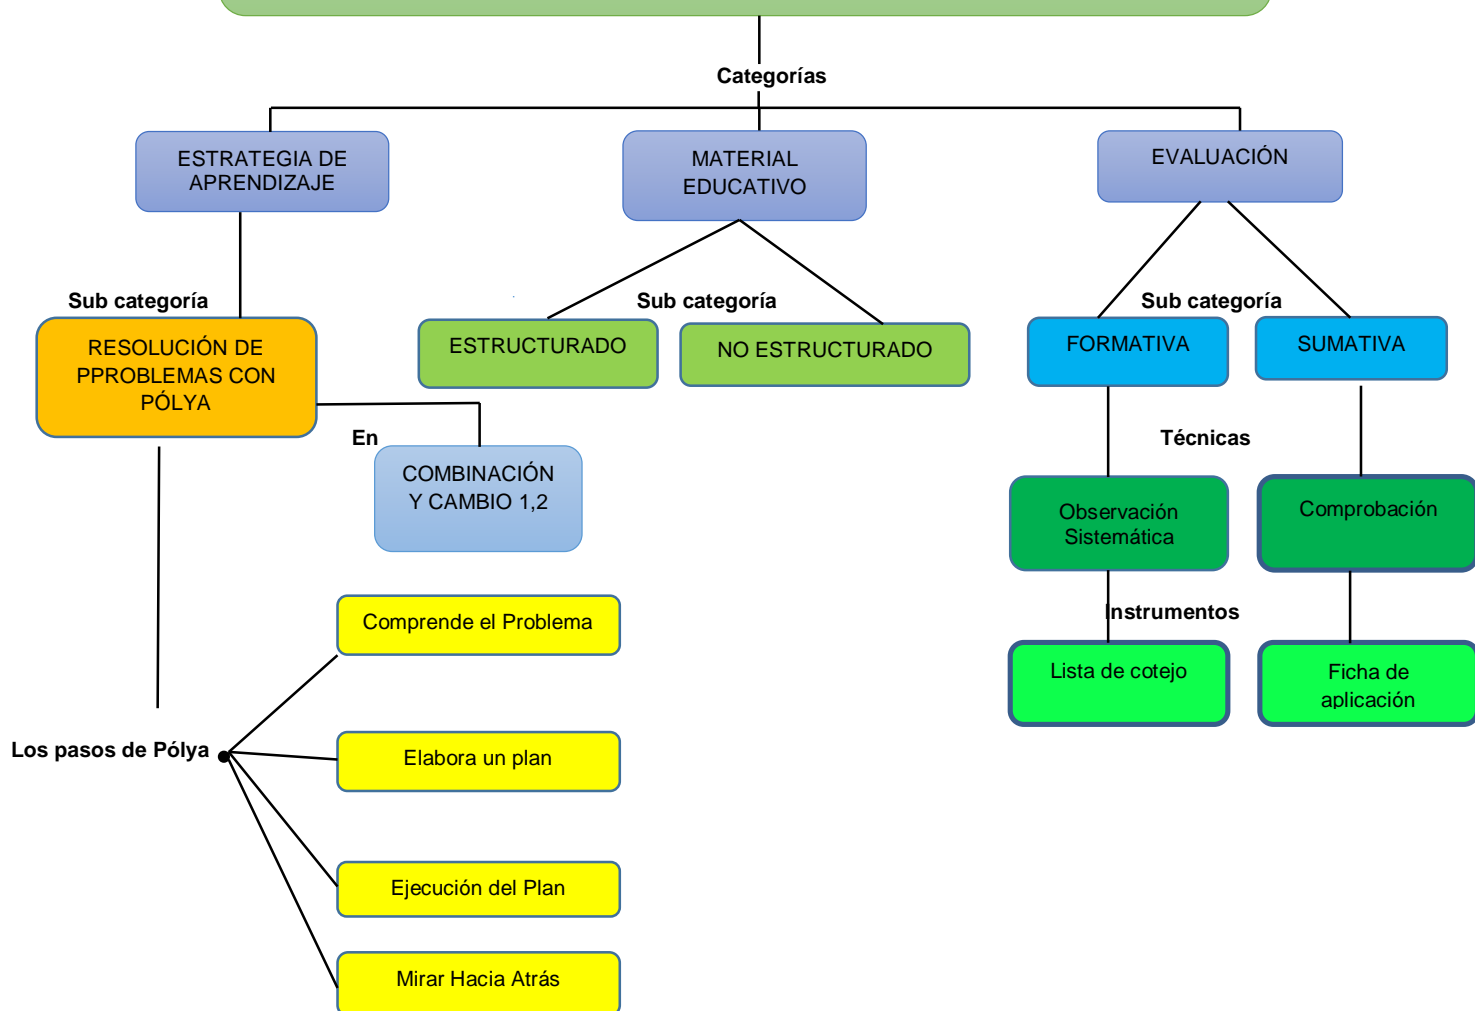 Categorías
ESTRATEGIA DE
APRENDIZAJE
MATERIAL
EDUCATIVO
EVALUACIÓN
Sub categoría
Sub categoría
Sub categoría
RESOLUCIÓN DE
PPROBLEMAS CON
PÓLYA
ESTRUCTURADO
NO ESTRUCTURADO
FORMATIVA
SUMATIVA
En
COMBINACIÓN
Y CAMBIO 1,2
Técnicas
Observación
Sistemática
Comprobación
Instrumentos
Lista de cotejo
Ficha de
aplicación
Los pasos de Pólya
Comprende el Problema
Elabora un plan
Ejecución del Plan
Mirar Hacia Atrás